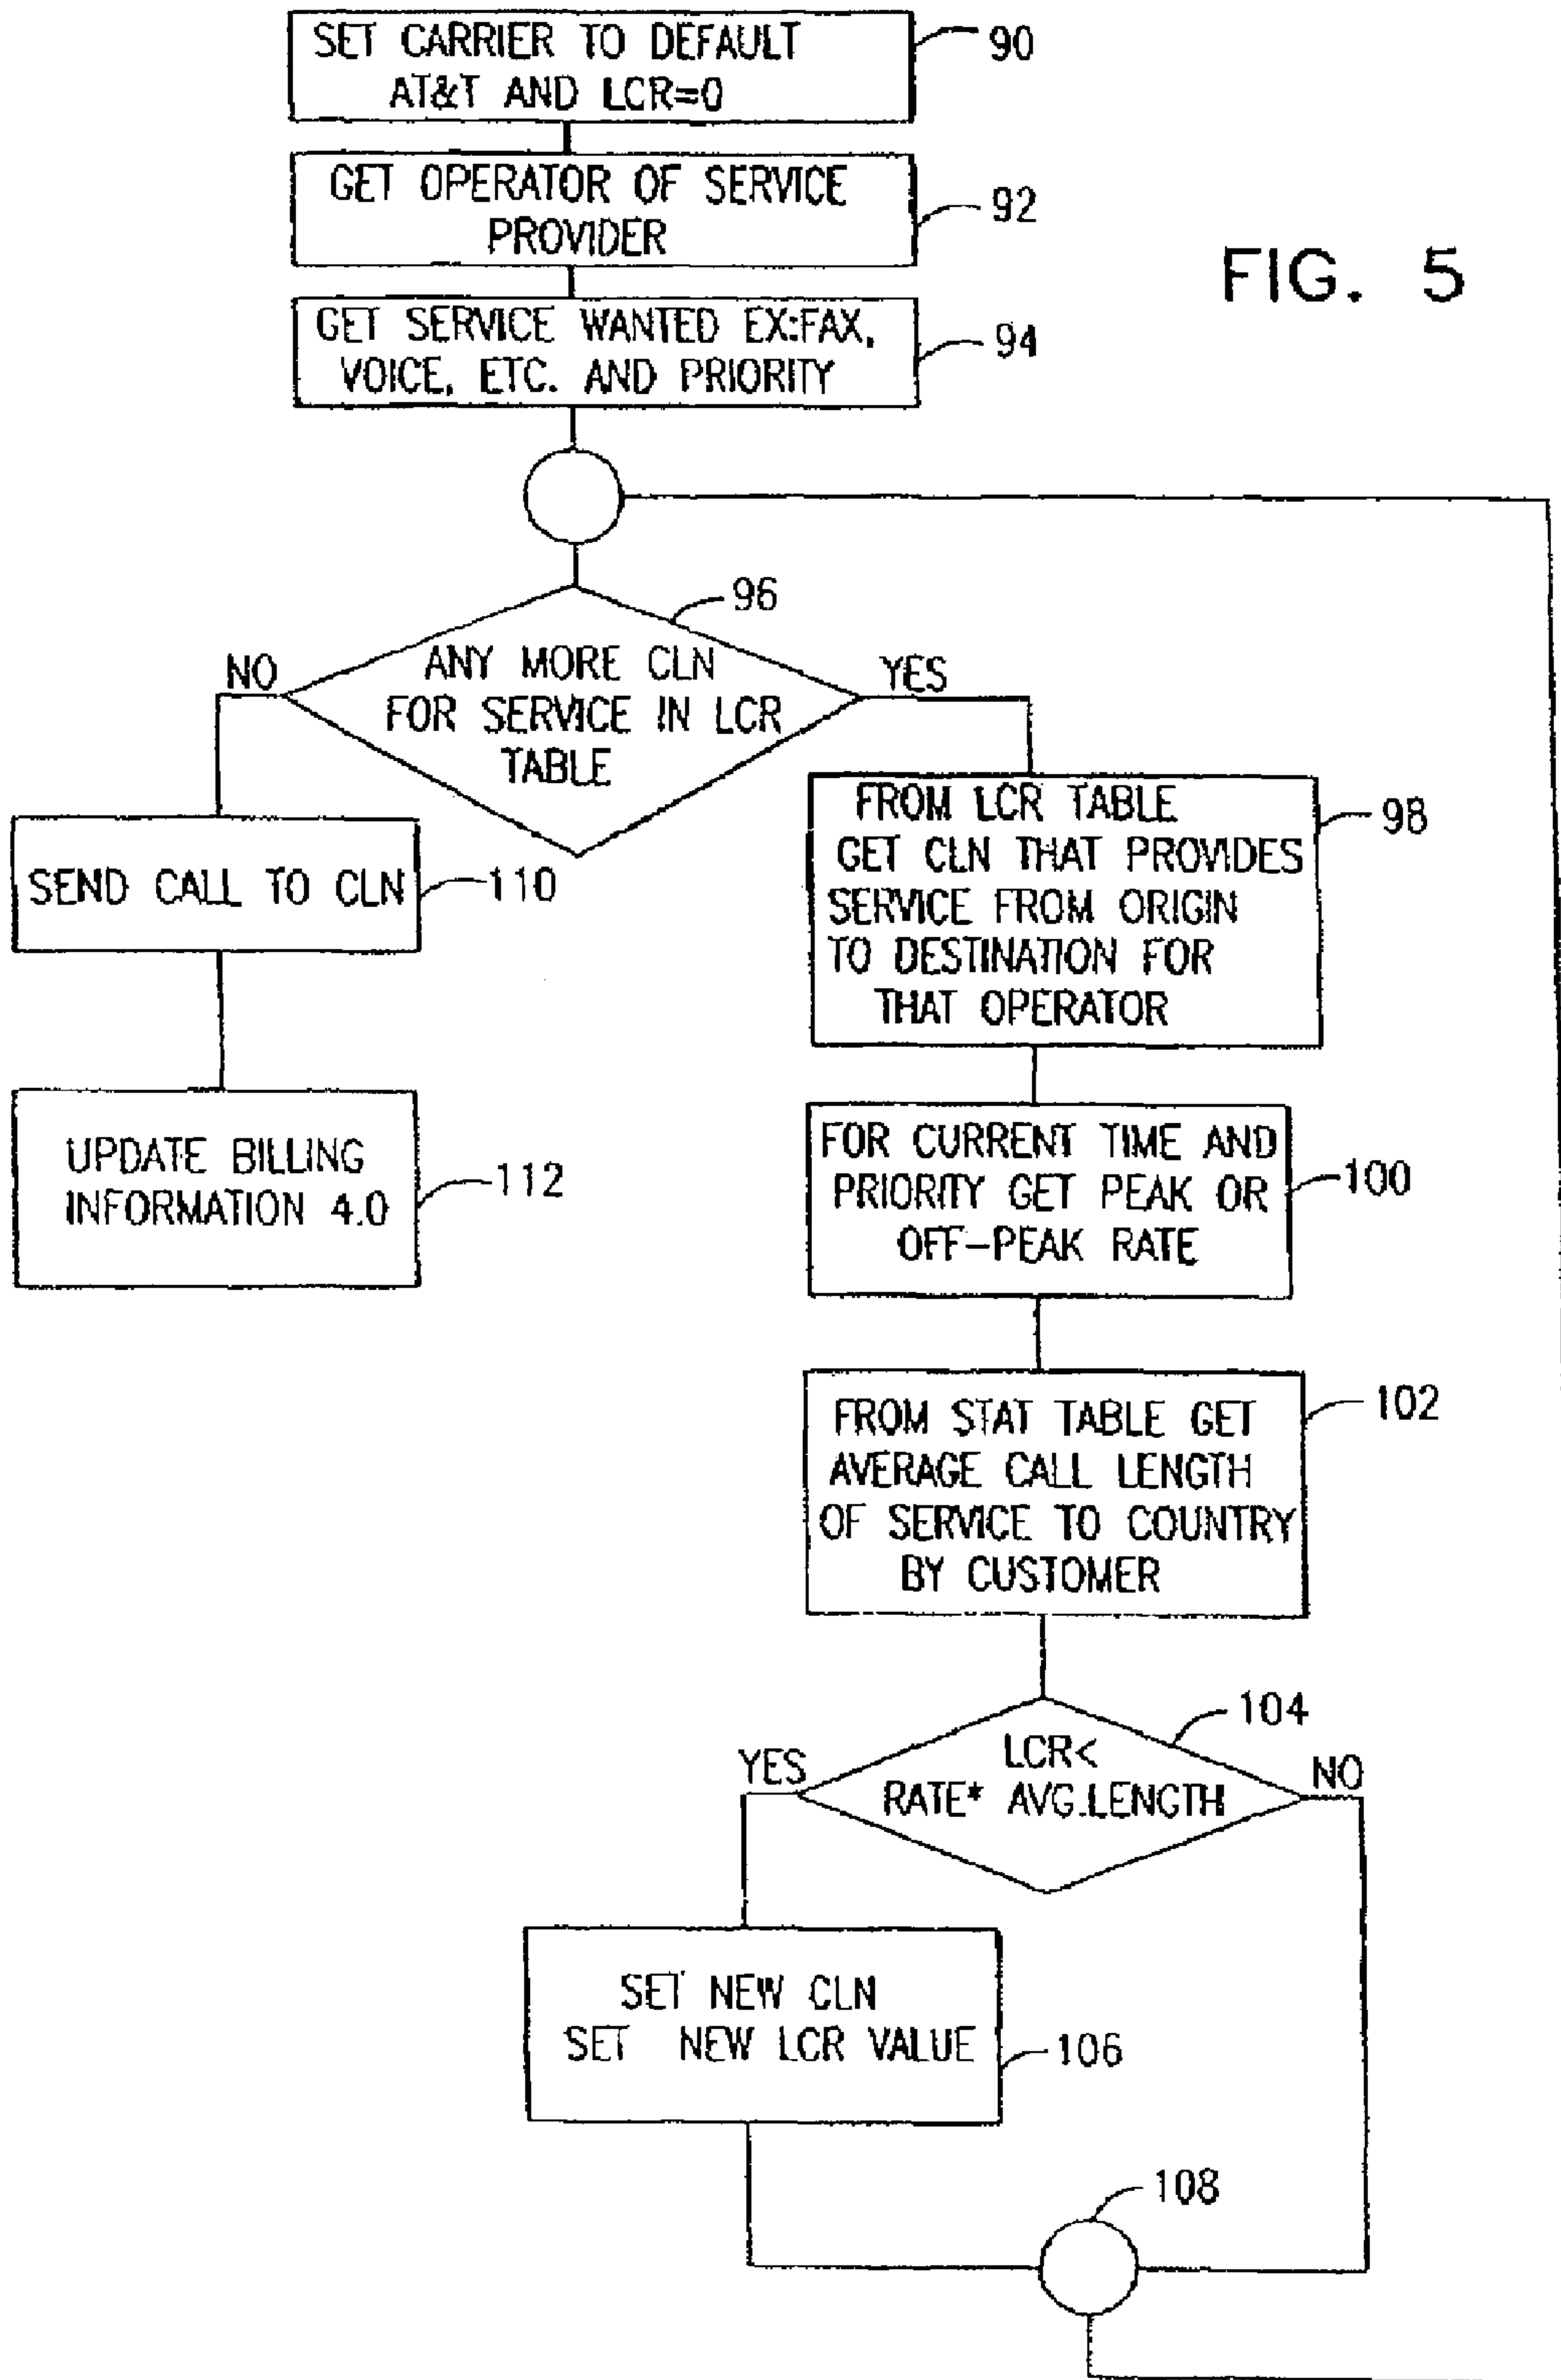 SET CARRIER TO DEFAULT
AT&T AND LCR=0
90
GET OPERATOR OF SERVICE
PROVIDER
92
FIG. 5
GET SERVICE WANTED EX:FAX,
VOICE, ETC. AND PRIORITY
94
96
NO
ANY MORE CLN
FOR SERVICE IN LCR
TABLE
YES
SEND CALL TO CLN
110
FROM LCR TABLE
GET CLN THAT PROVIDES
SERVICE FROM ORIGIN
TO DESTINATION FOR
THAT OPERATOR
98
UPDATE BILLING
INFORMATION 4.0
112
FOR CURRENT TIME AND
PRIORITY GET PEAK OR
OFF-PEAK RATE
100
FROM STAT TABLE GET
AVERAGE CALL LENGTH
OF SERVICE TO COUNTRY
BY CUSTOMER
102
104
YES
LCR<
RATE* AVG.LENGTH
NO
SET NEW CLN
SET NEW LCR VALUE
106
108